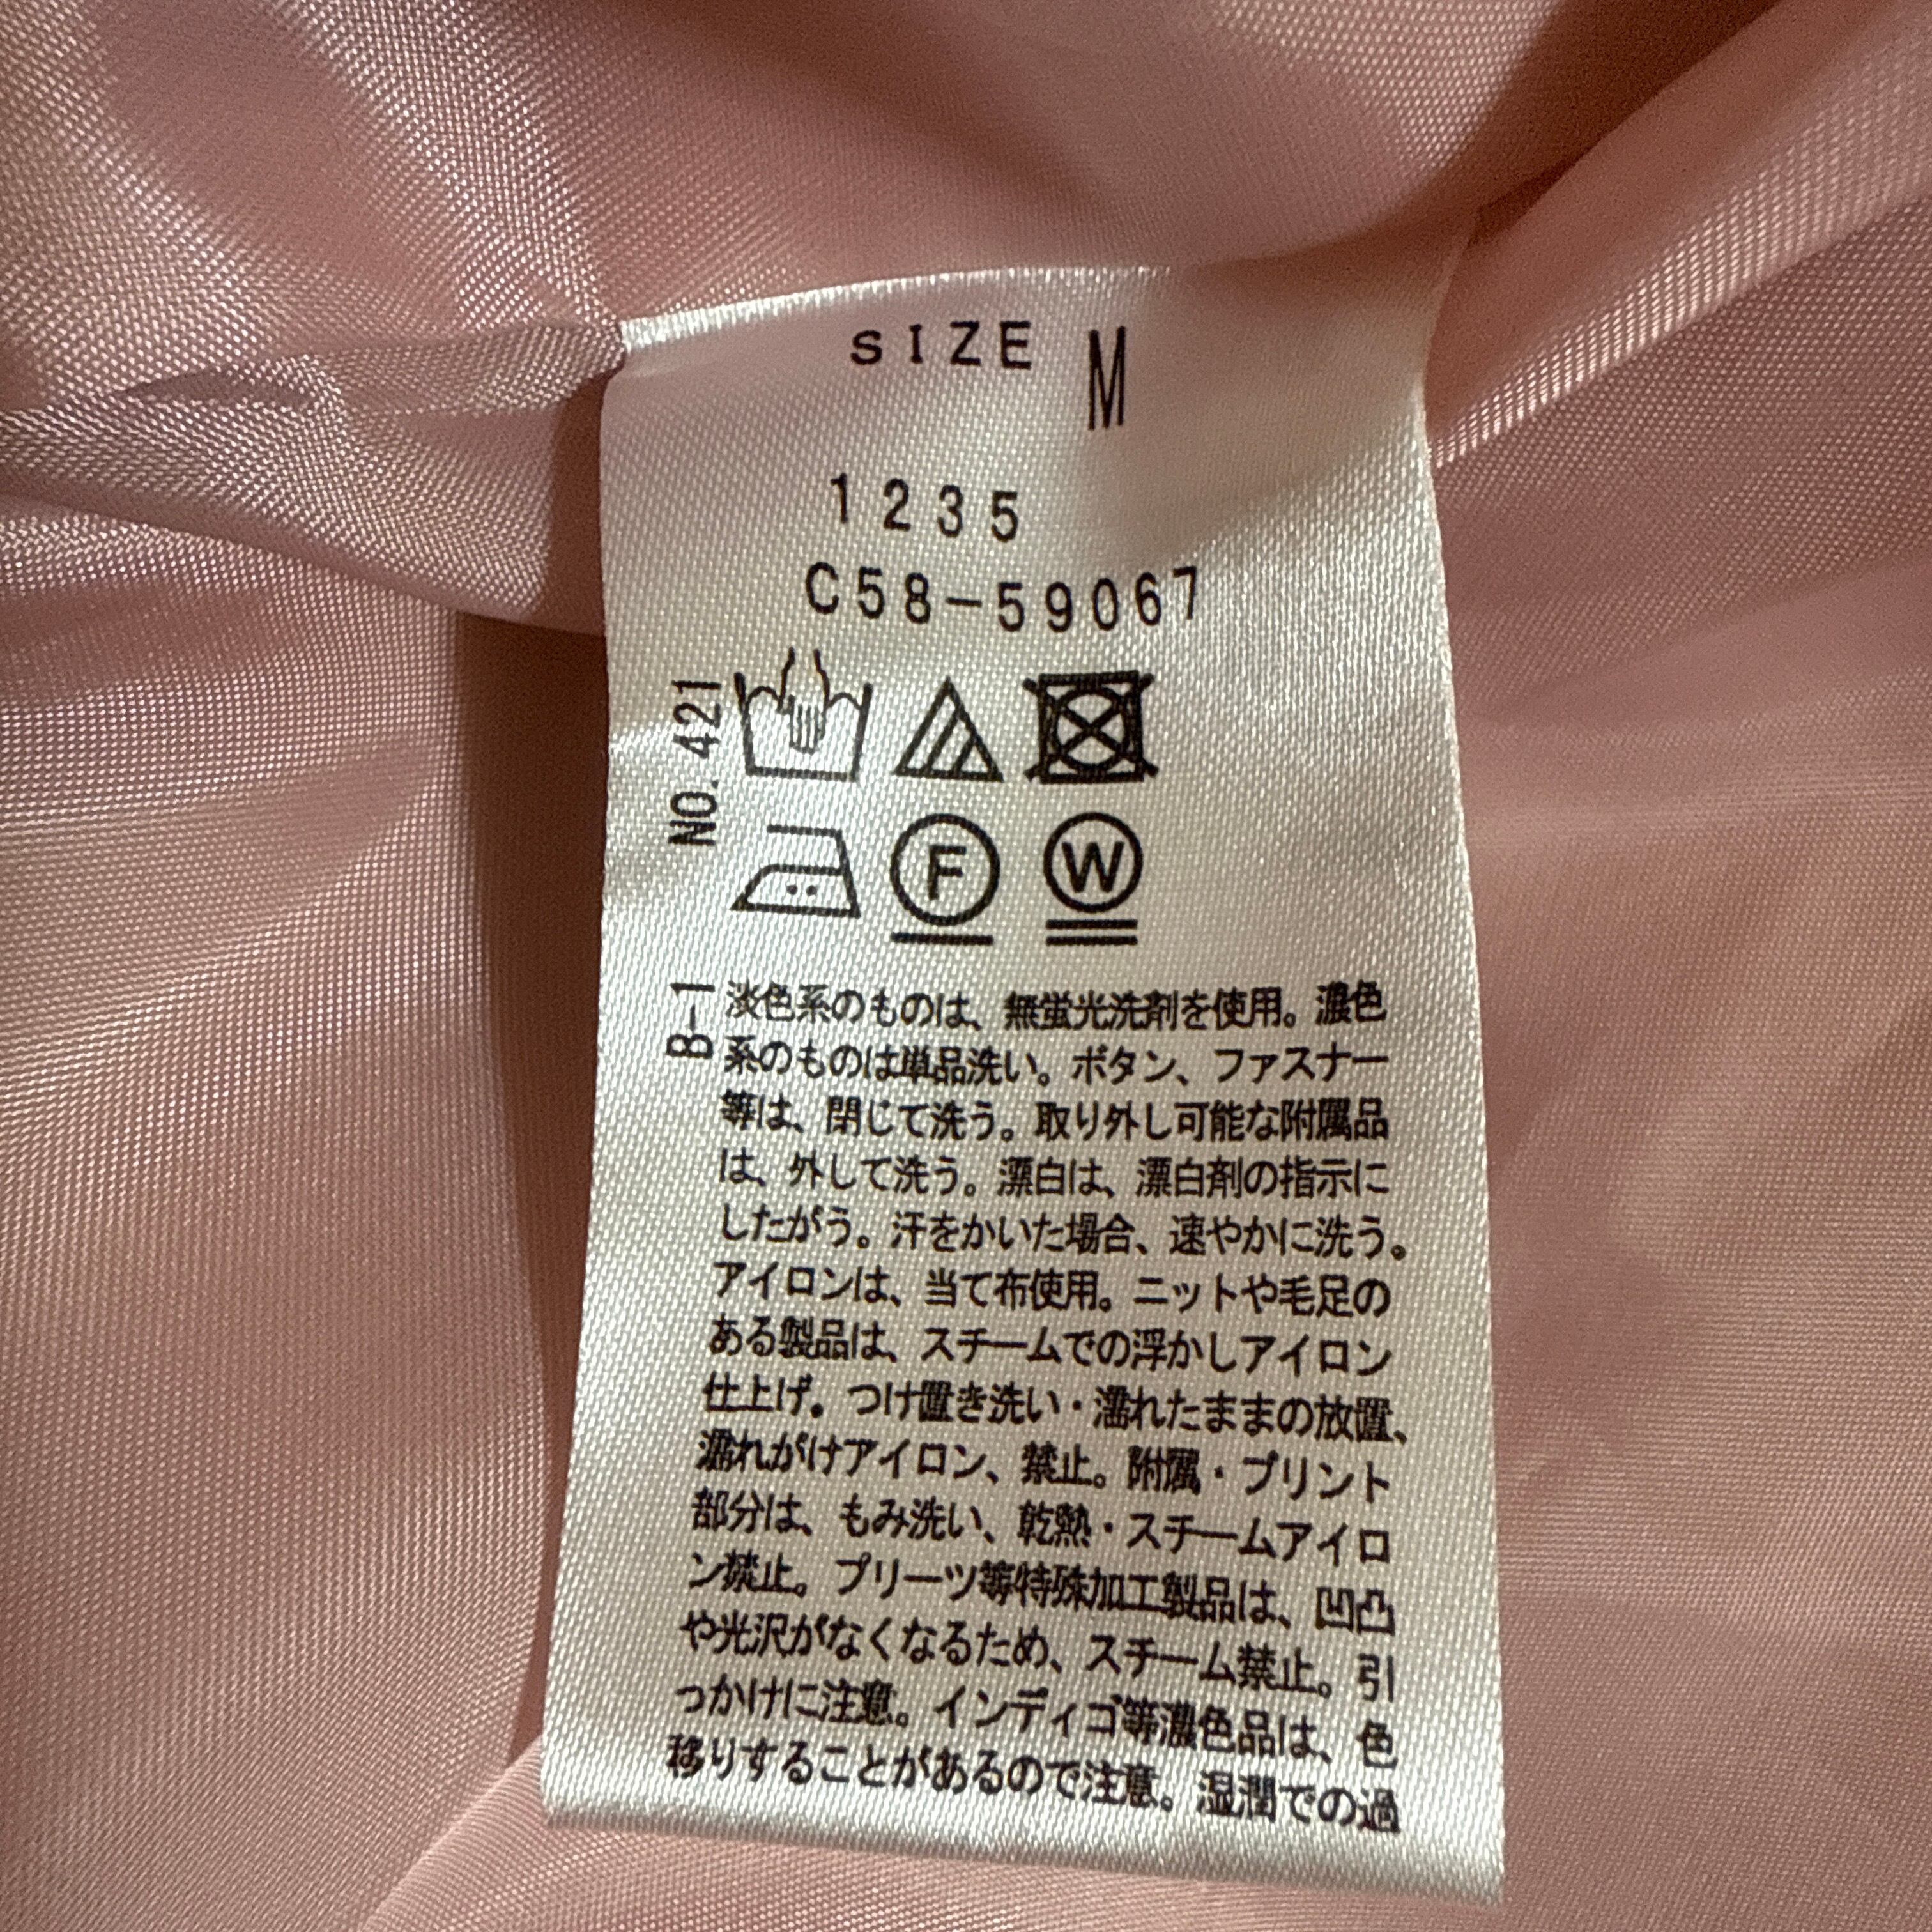 SIZE M
1235
C58-59067
NO. 421
F W
B-1
淡色系のものは、無蛍光洗剤を使用。濃色
系のものは単品洗い。ボタン、ファスナー
等は、閉じて洗う。取り外し可能な附属品
は、外して洗う。漂白は、漂白剤の指示に
したがう。汗をかいた場合、速やかに洗う。
アイロンは、当て布使用。ニットや毛足の
ある製品は、スチームでの浮かしアイロン
仕上げ。つけ置き洗い・濡れたままの放置、
濡れがけアイロン、禁止。附属・プリント
部分は、もみ洗い、乾熱・スチームアイロ
ン禁止。プリーツ等特殊加工製品は、凹凸
や光沢がなくなるため、スチーム禁止。引
っかけに注意。インディゴ等濃色品は、色
移りすることがあるので注意。湿潤での過